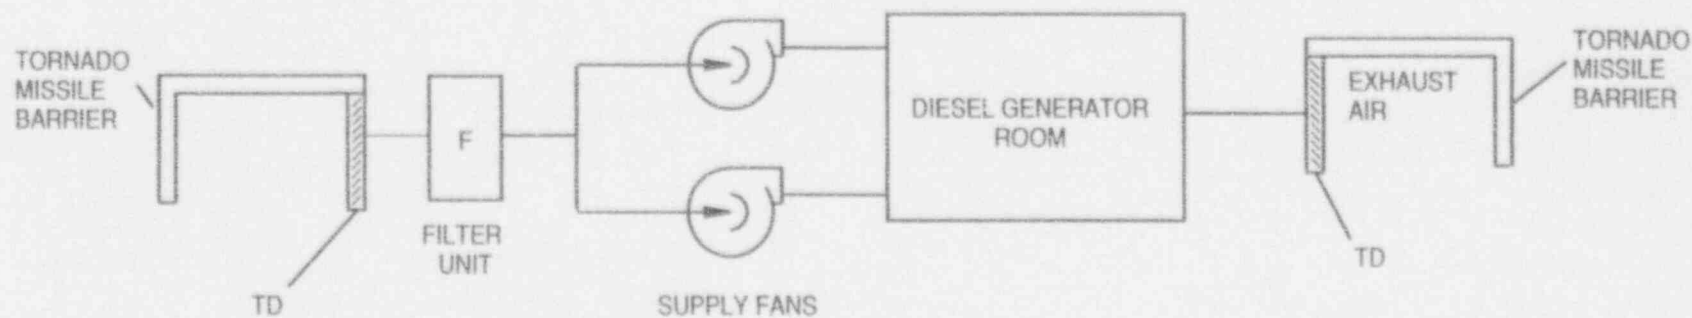 TORNADO
MISSILE
BARRIER
TD
F
FILTER
UNIT
SUPPLY FANS
DIESEL GENERATOR
ROOM
EXHAUST
AIR
TD
TORNADO
MISSILE
BARRIER